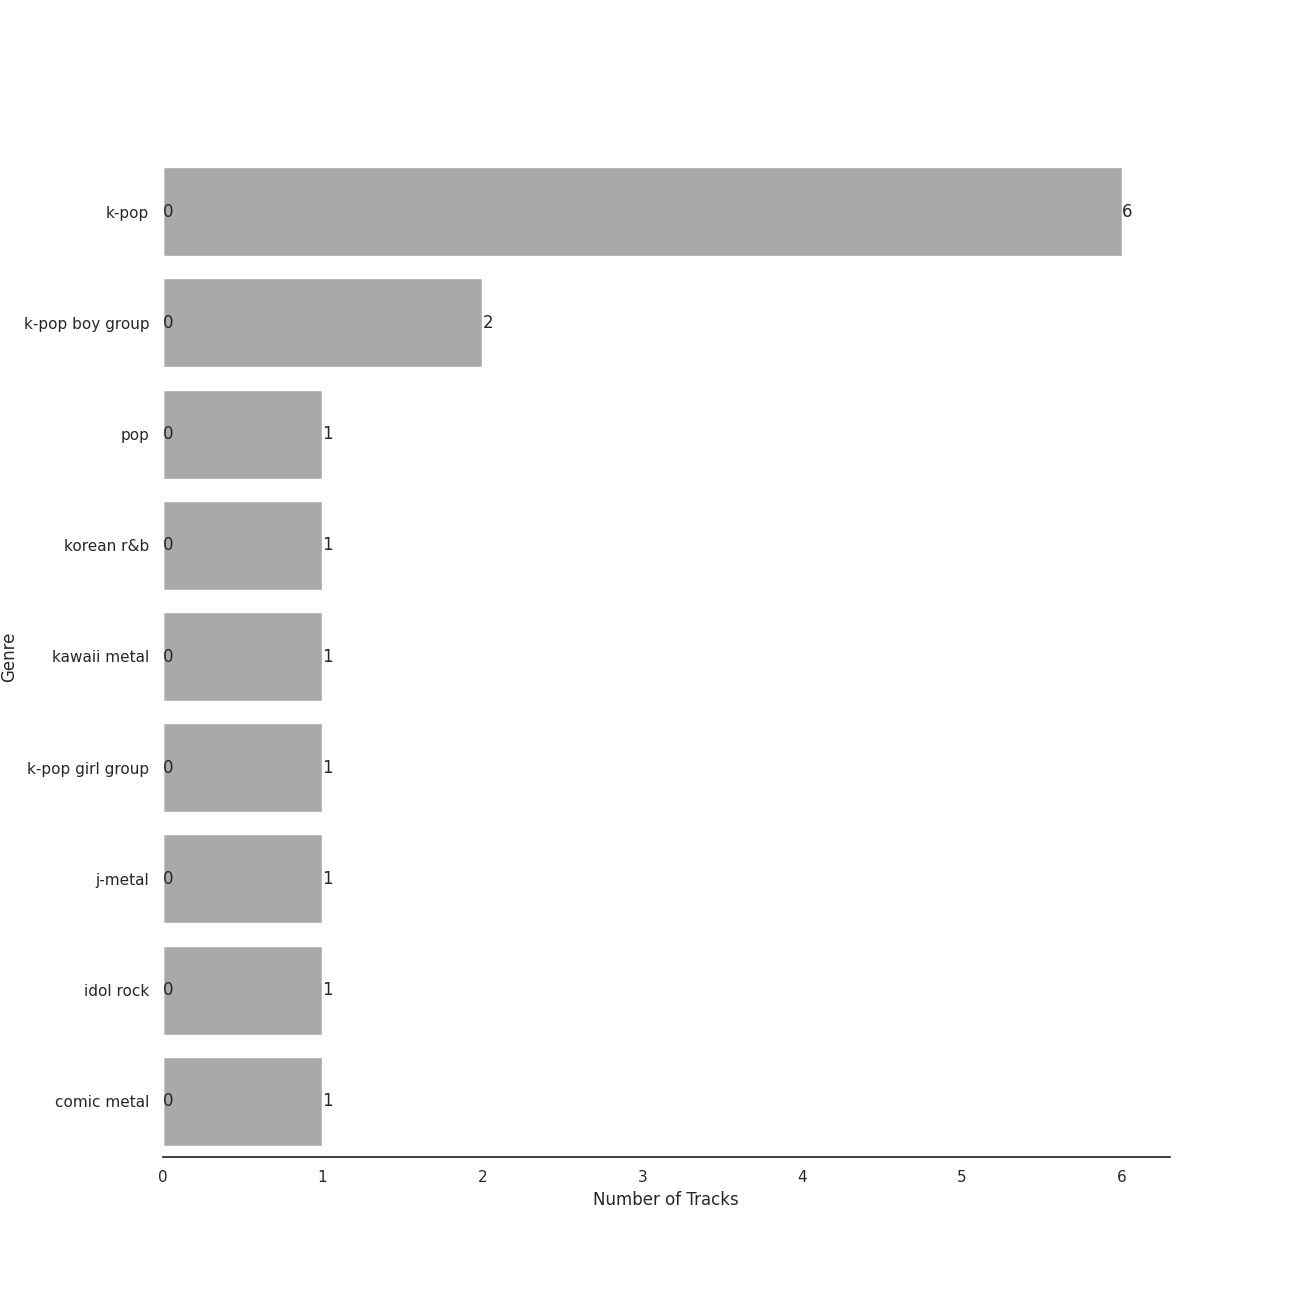 k-pop 0 6
k-pop boy group 0 2
pop 0 1
korean r&b 0 1
kawaii metal 0 1
k-pop girl group 0 1
j-metal 0 1
idol rock 0 1
comic metal 0 1
Genre
0 1 2 3 4 5 6
Number of Tracks